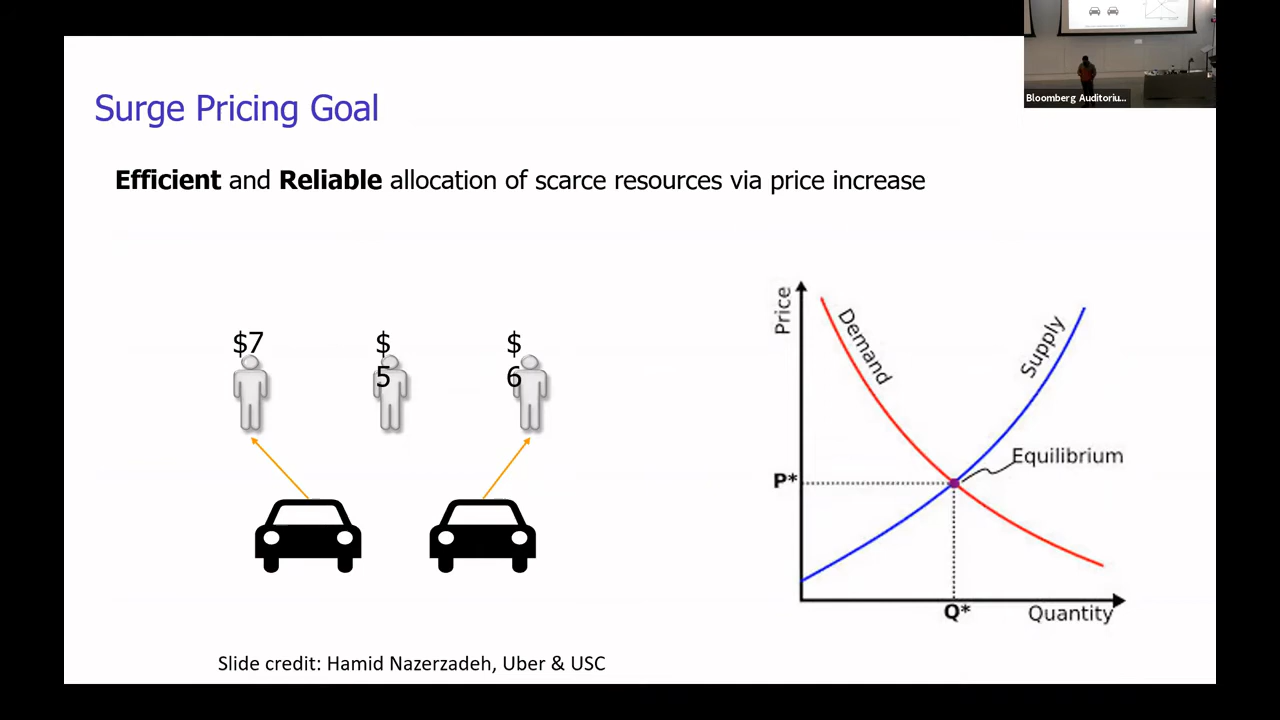 Surge Pricing Goal
Bloomberg Auditoriu...
Efficient and Reliable allocation of scarce resources via price increase
$7
$
5
$
6
Price
Demand
Supply
Equilibrium
P*
Q*
Quantity
Slide credit: Hamid Nazerzadeh, Uber & USC